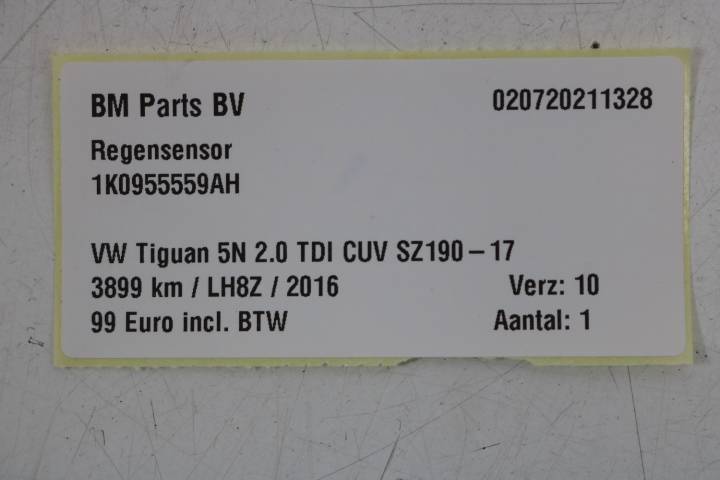 BM Parts BV 020720211328
Regensensor
1K0955559AH
VW Tiguan 5N 2.0 TDI CUV SZ190 – 17
3899 km / LH8Z / 2016 Verz: 10
99 Euro incl. BTW Aantal: 1